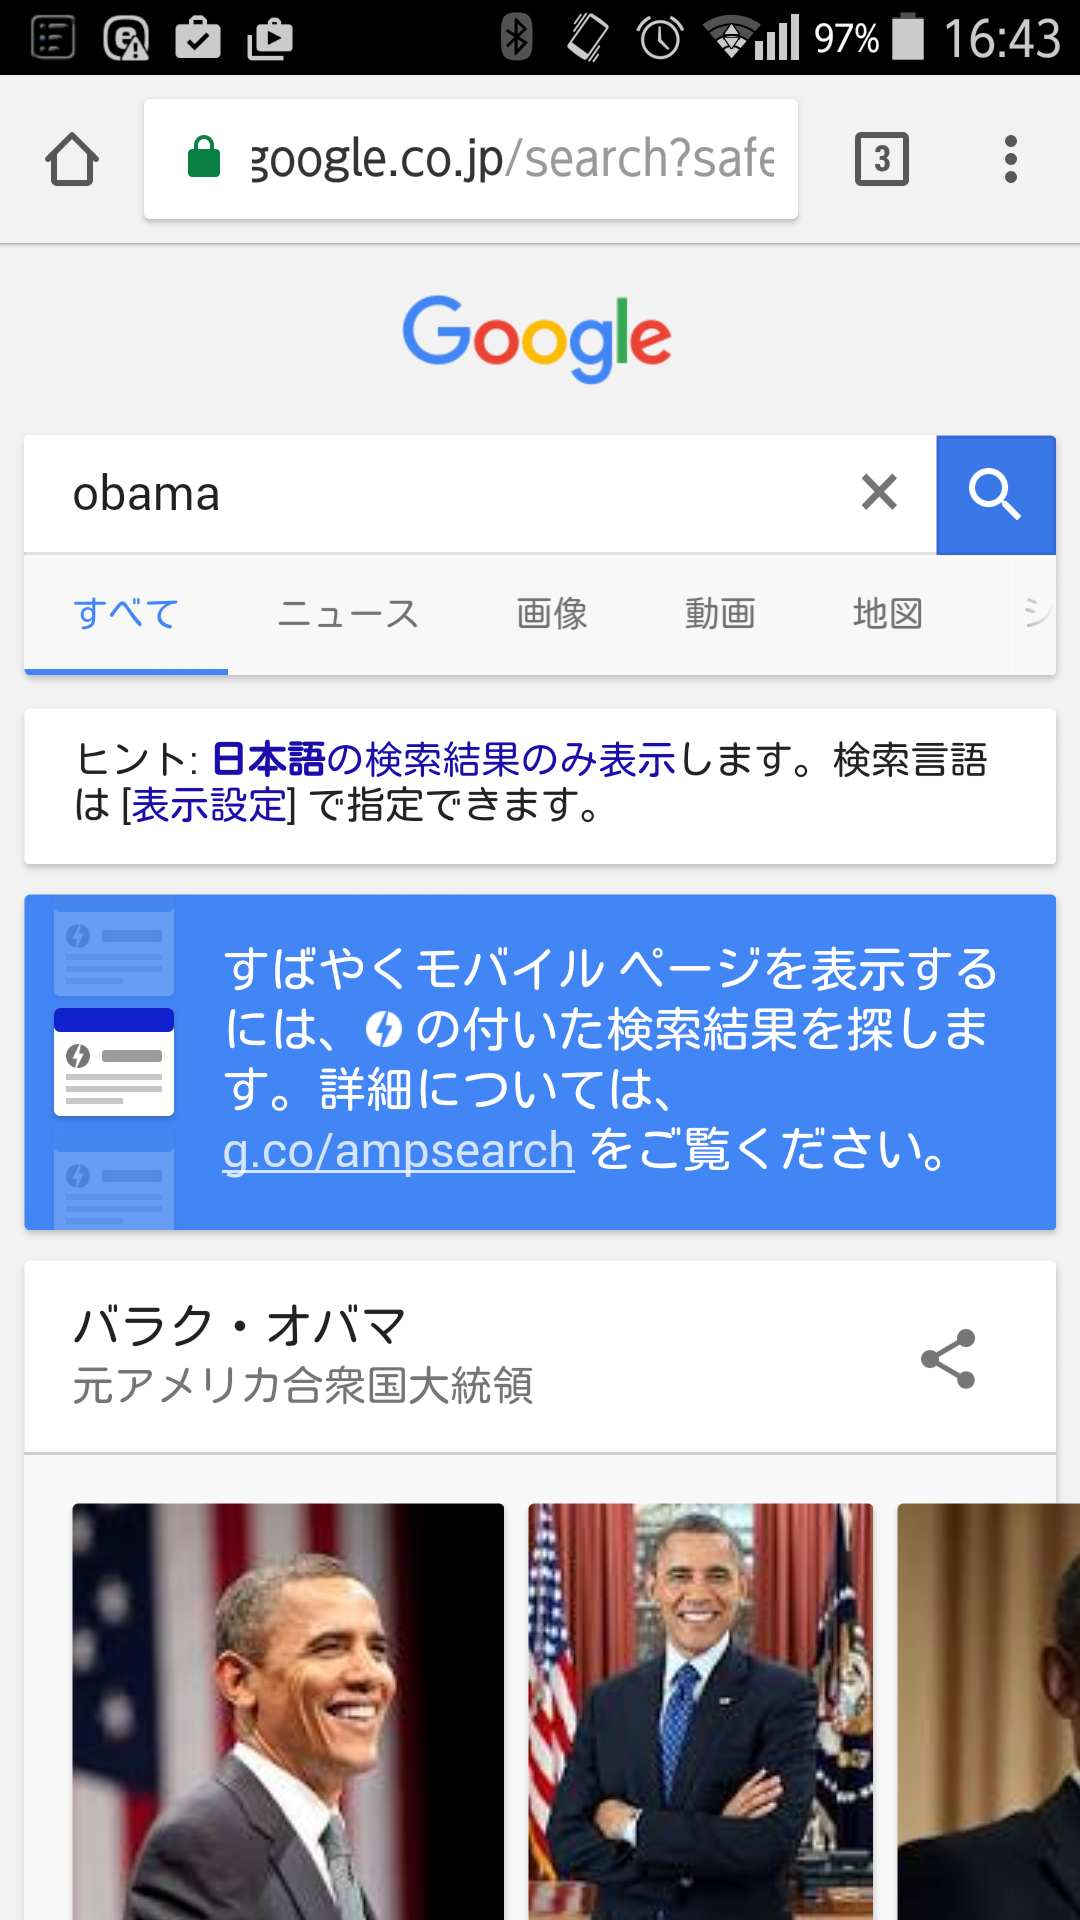 97% 16:43
google.co.jp/search?safe
3
Google
obama
すべて ニュース 画像 動画 地図
ヒント: 日本語の検索結果のみ表示します。検索言語
は [表示設定] で指定できます。
すばやくモバイル ページを表示する
には、 の付いた検索結果を探しま
す。詳細については、
g.co/ampsearch をご覧ください。
バラク・オバマ
元アメリカ合衆国大統領